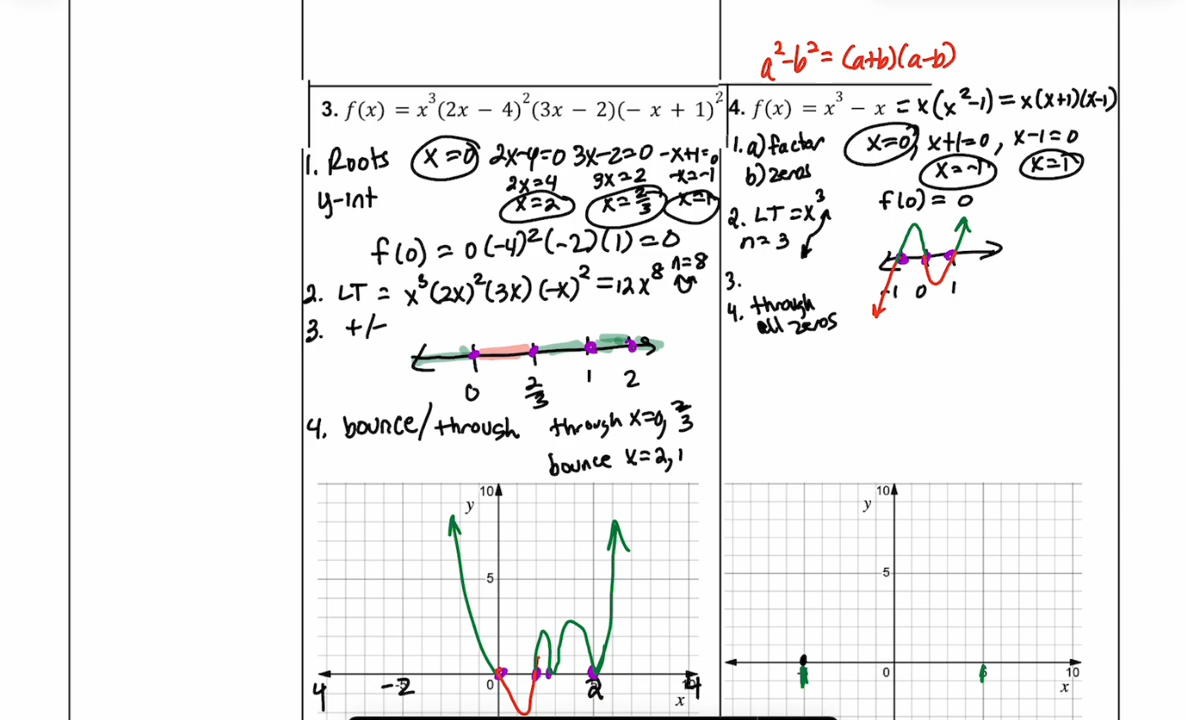 a²-b² = (a+b)(a-b)
3. f(x) = x³(2x − 4)²(3x − 2)(− x + 1)²
1. Roots x=0 2x-4=0 3x-2=0 -x+1=0
2x=4 3x=2 -x=-1
y-int x=2 x=2/3 x=1
f(0) = 0(-4)²(-2)(1)=0
2. LT = x³(2x)²(3x)(-x)² = 12x⁸ n=8
3. +/-
0 2/3 1 2
4. bounce/through through x=0, 2/3
bounce x=2, 1
10
y
5
4 -2 0 2 4
x
4. f(x) = x³ − x = x(x²-1) = x(x+1)(x-1)
1. a) factor x=0, x+1=0, x-1=0
b) zeros x=-1 x=1
f(0) = 0
2. LT = x³
n=3
-1 0 1
3.
4. through
all zeros
10
y
5
0 10
x